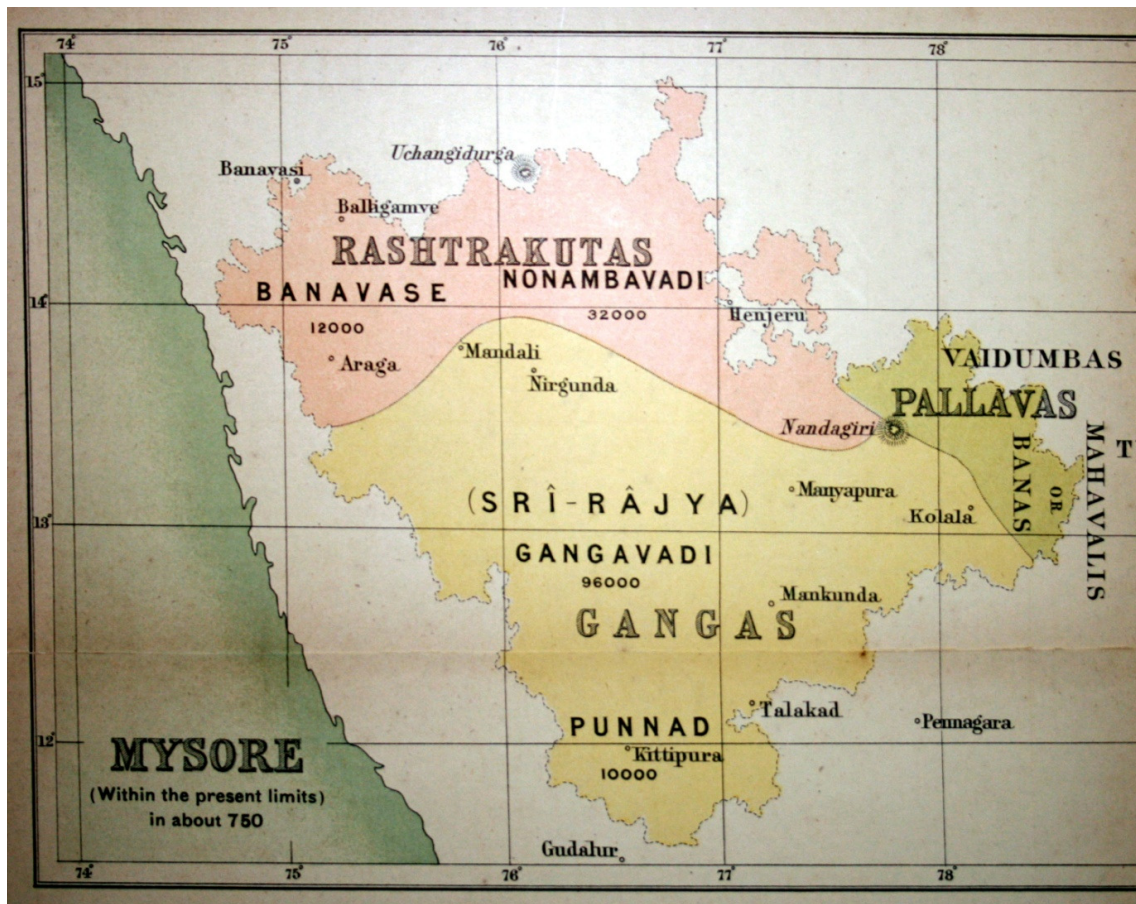 74° 75° 76° 77° 78°
15°
Uchangidurga
Banavasi
Balligamve
RASHTRAKUTAS
NONAMBAVADI
BANAVASE
14°
32000
Henjeru
12000
Mandali
VAIDUMBAS
Araga
Nirgunda
PALLAVAS
Nandagiri
MAHAVALIS
BANAS
T
OR
Manyapura
(SRÎ-RÂJYA)
Kolala
13°
GANGAVADI
96000
Mankunda
GANGAS
Talakad
PUNNAD
Pennagara
12°
MYSORE
Kittipura
10000
(Within the present limits)
in about 750
Gudalur
74° 75° 76° 77° 78°